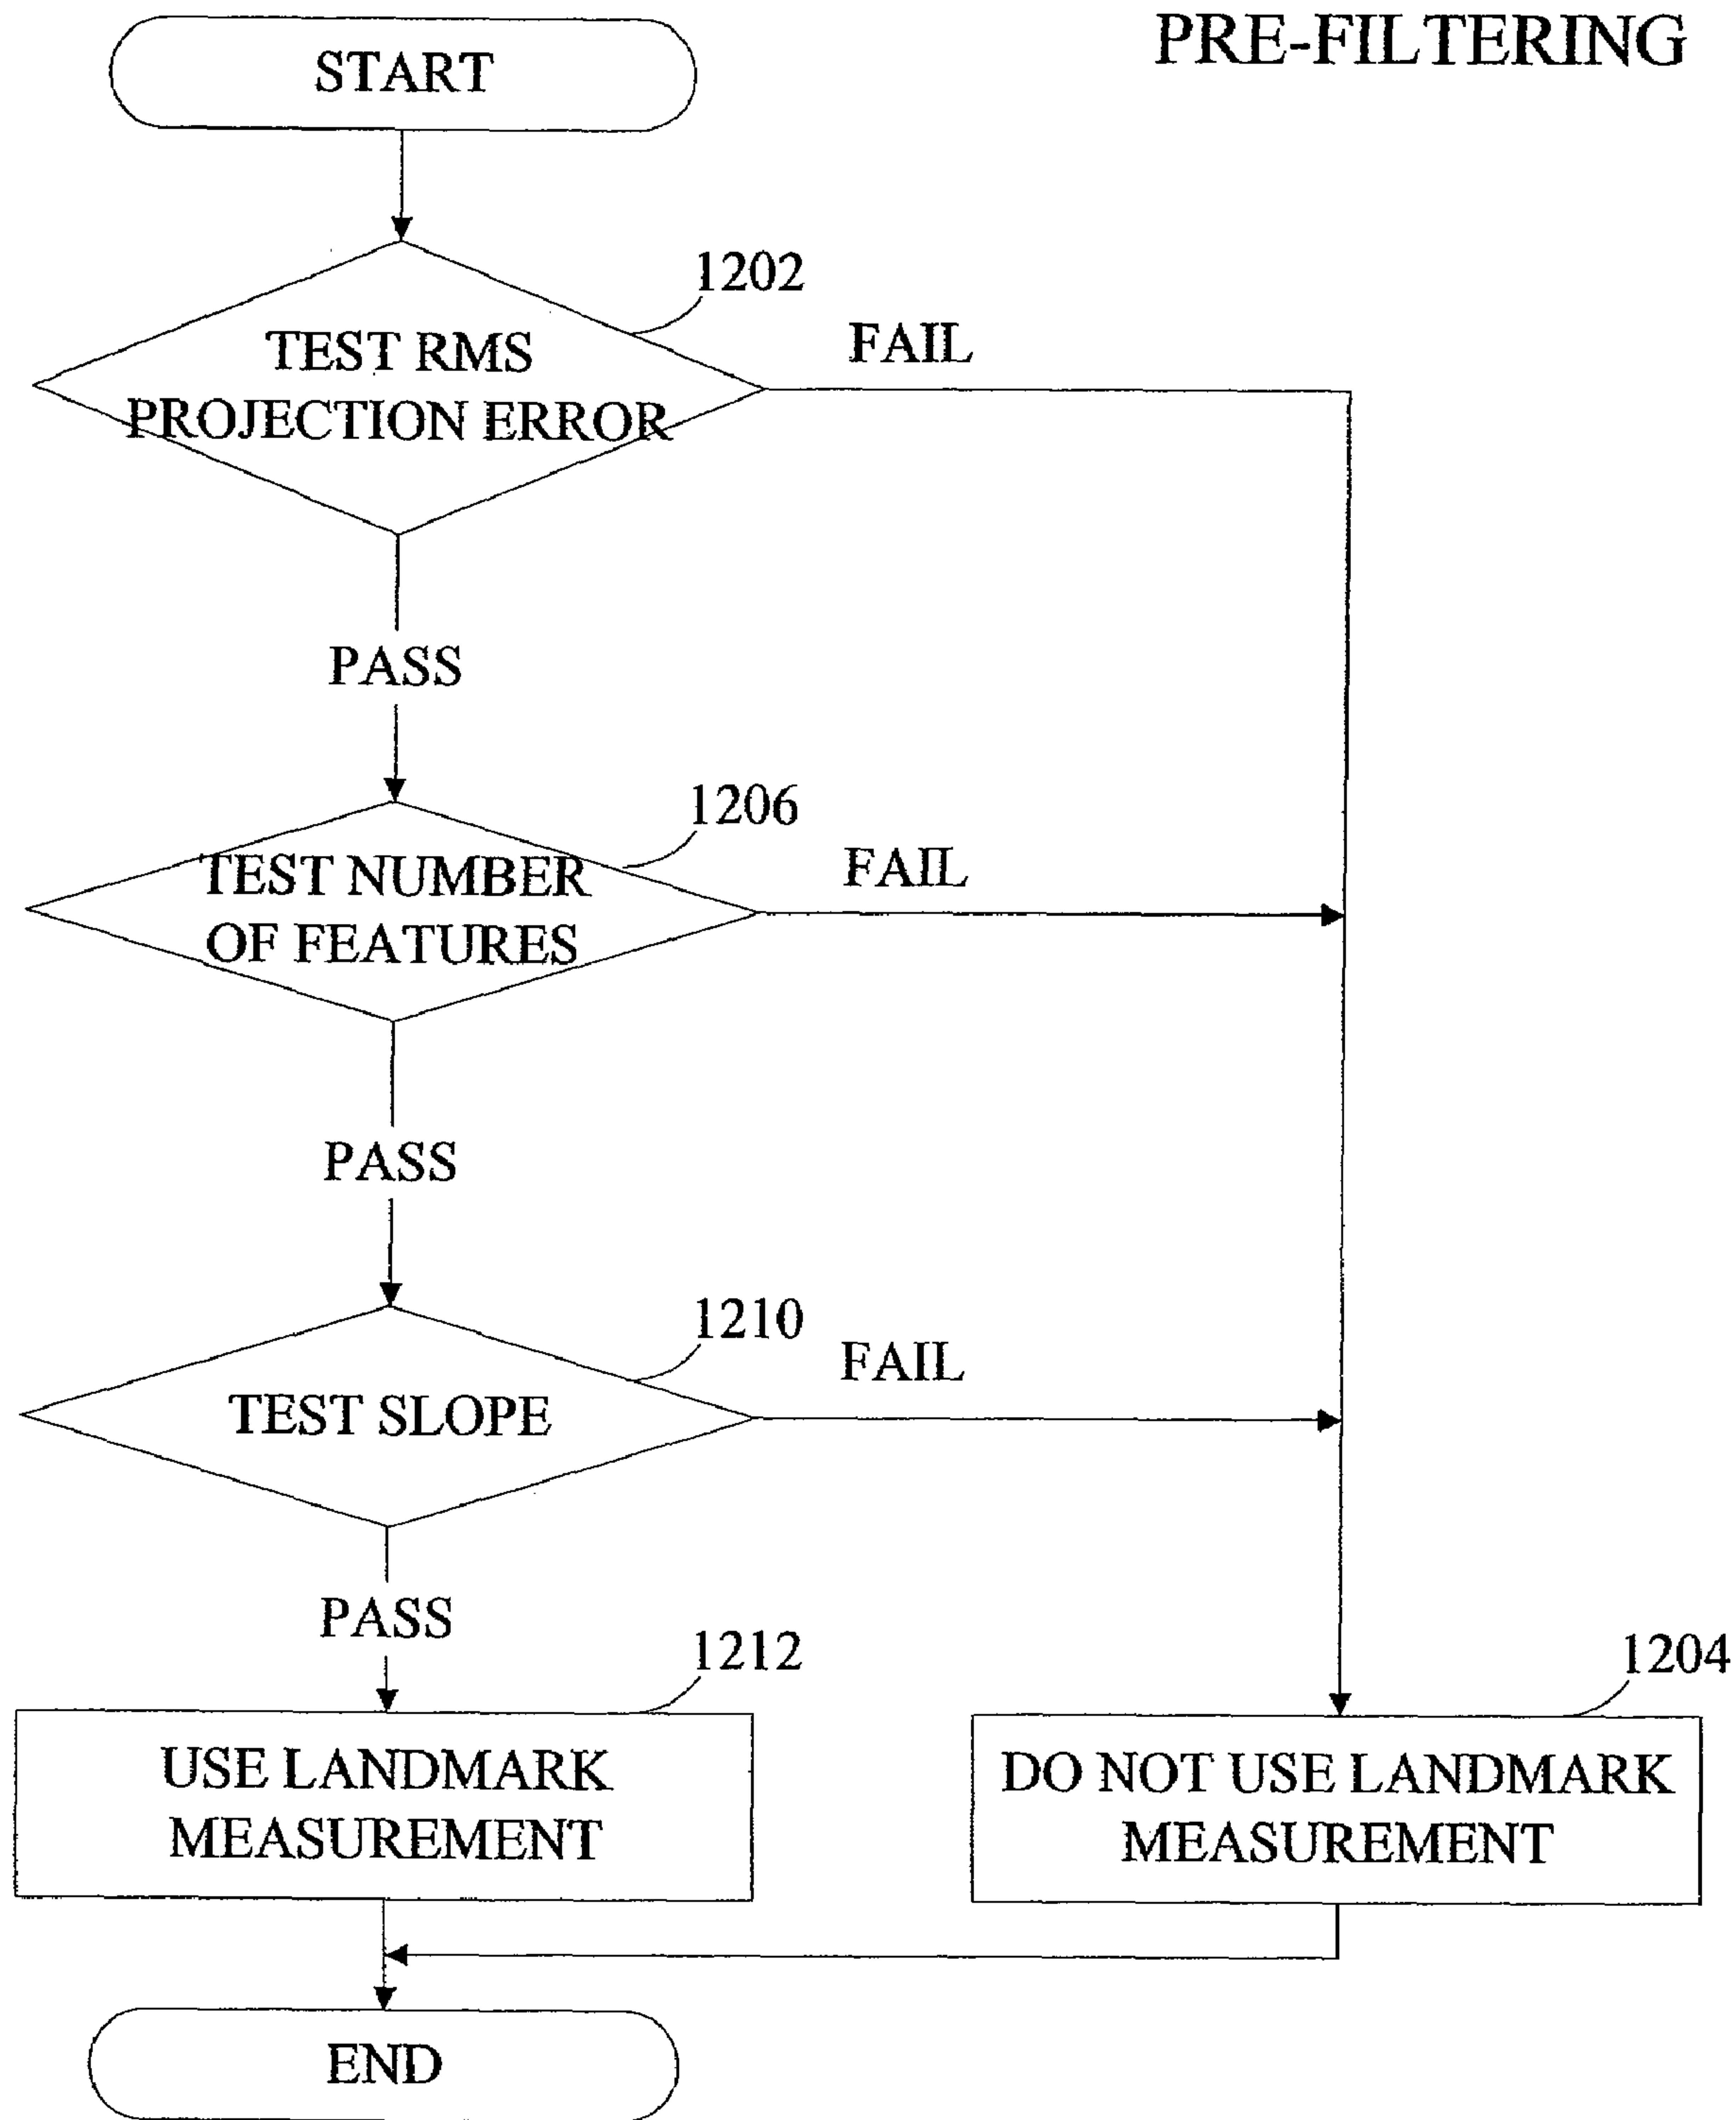 PRE-FILTERING
START
1202
TEST RMS
PROJECTION ERROR
FAIL
PASS
1206
TEST NUMBER
OF FEATURES
FAIL
PASS
1210
TEST SLOPE
FAIL
PASS
1212
USE LANDMARK
MEASUREMENT
1204
DO NOT USE LANDMARK
MEASUREMENT
END